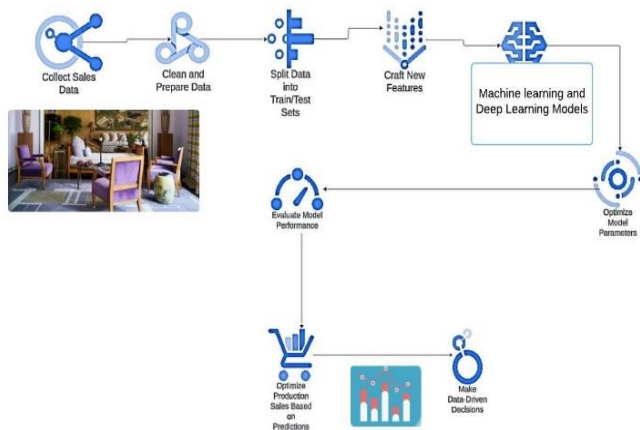 Collect Sales
Data
Clean and
Prepare Data
Split Data
into
Train/Test
Sets
Craft New
Features
Machine learning and
Deep Learning Models
Optimize
Model
Parameters
Evaluate Model
Performance
Optimize
Production
Sales Based
on
Predictions
Make
Data-Driven
Decisions